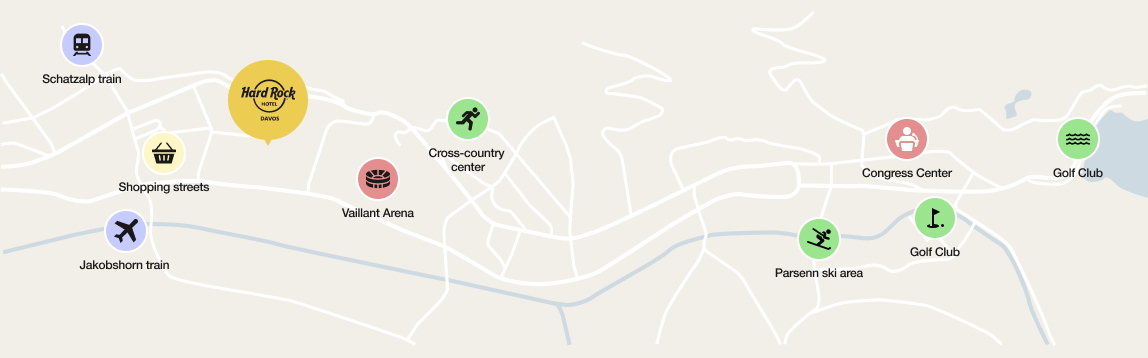 Schatzalp train
Hard Rock
HOTEL
DAVOS
Shopping streets
Jakobshorn train
Vaillant Arena
Cross-country
center
Congress Center
Golf Club
Golf Club
Parsenn ski area